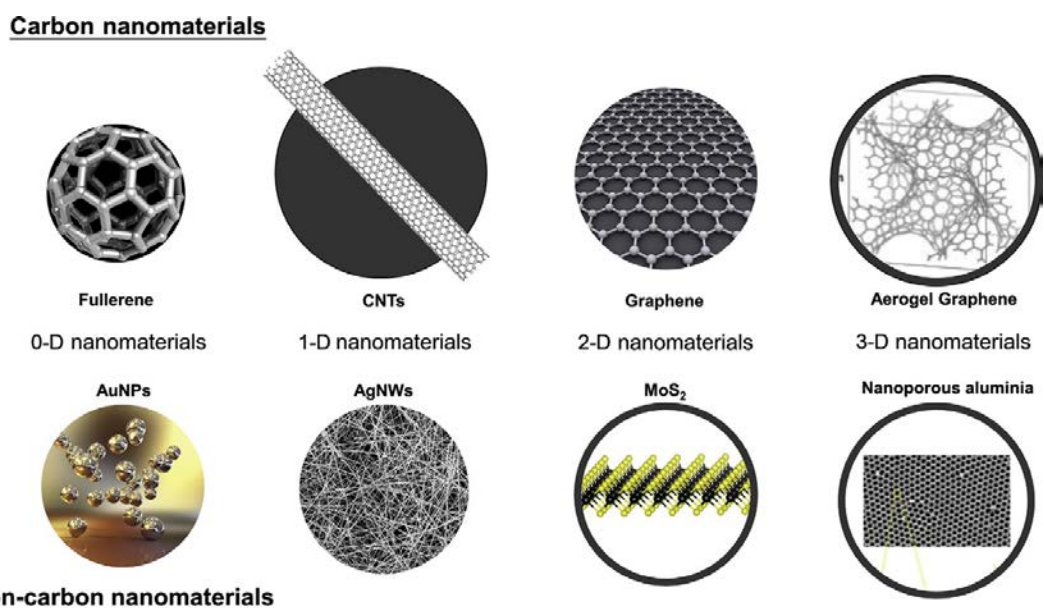 Carbon nanomaterials
Fullerene CNTs Graphene Aerogel Graphene
0-D nanomaterials 1-D nanomaterials 2-D nanomaterials 3-D nanomaterials
AuNPs AgNWs MoS₂ Nanoporous aluminia
on-carbon nanomaterials